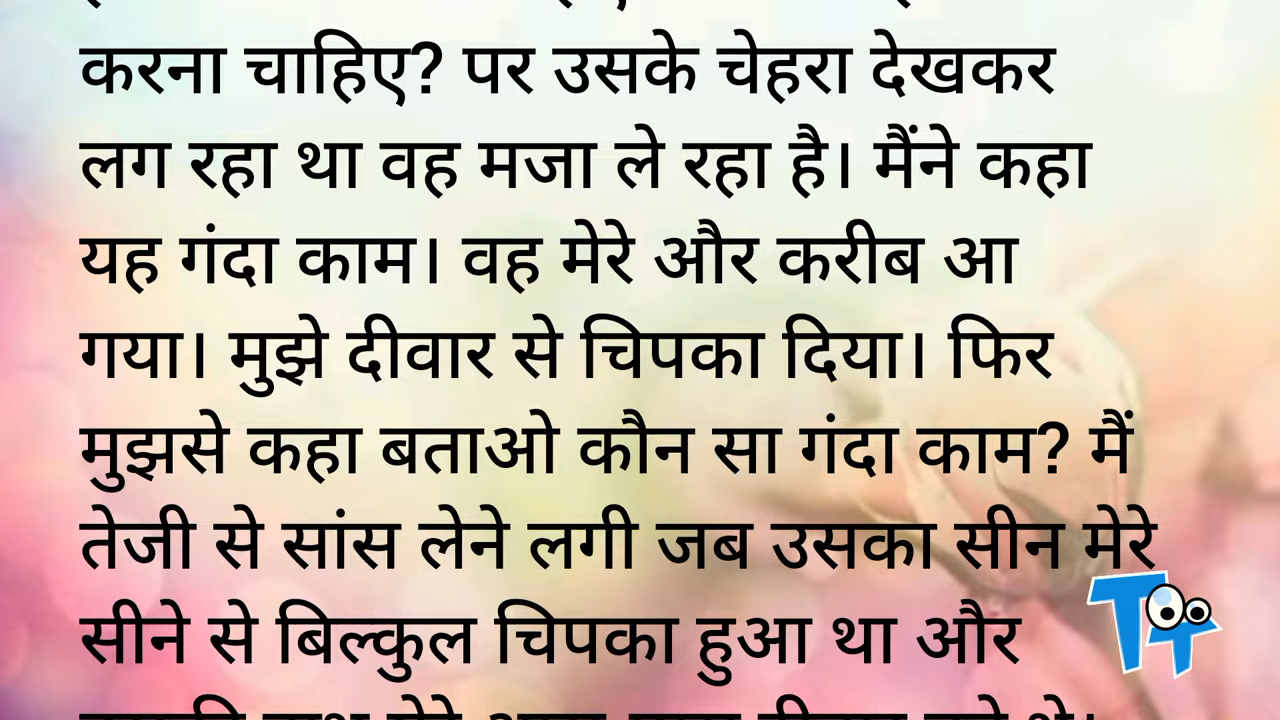 करना चाहिए? पर उसके चेहरा देखकर
लग रहा था वह मजा ले रहा है। मैंने कहा
यह गंदा काम। वह मेरे और करीब आ
गया। मुझे दीवार से चिपका दिया। फिर
मुझसे कहा बताओ कौन सा गंदा काम? मैं
तेजी से सांस लेने लगी जब उसका सीन मेरे
सीने से बिल्कुल चिपका हुआ था और
TT